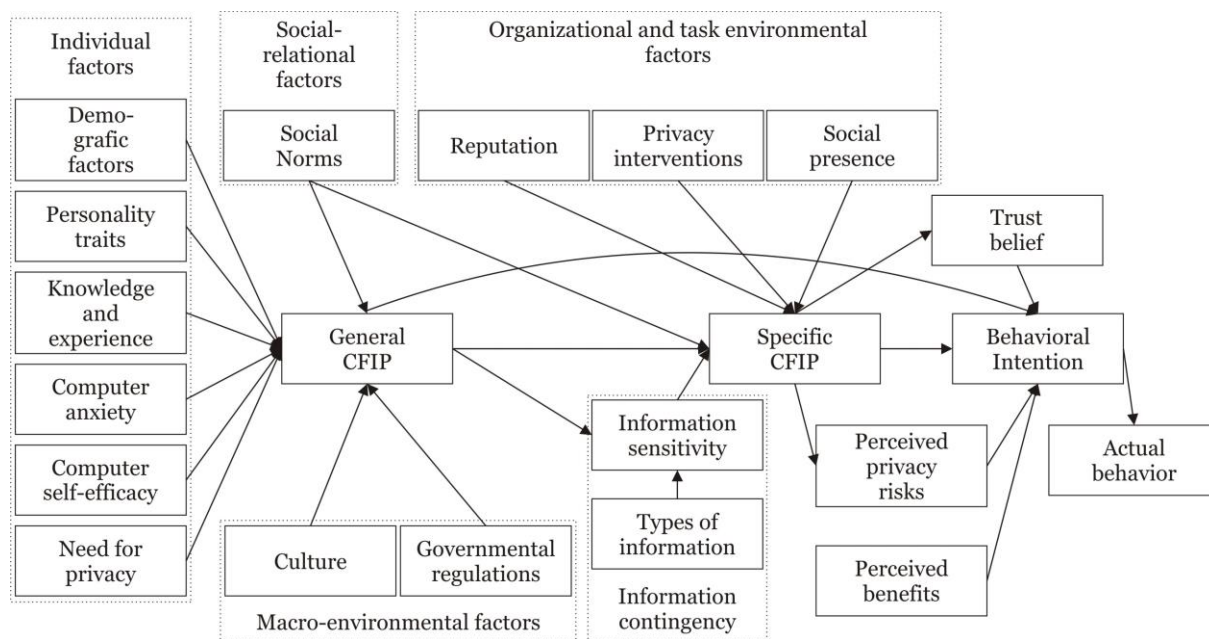 Individual
factors
Demo-
grafic
factors
Personality
traits
Knowledge
and
experience
Computer
anxiety
Computer
self-efficacy
Need for
privacy
Social-
relational
factors
Social
Norms
Organizational and task environmental
factors
Reputation
Privacy
interventions
Social
presence
General
CFIP
Specific
CFIP
Trust
belief
Behavioral
Intention
Actual
behavior
Information
sensitivity
Types of
information
Information
contingency
Perceived
privacy
risks
Perceived
benefits
Culture
Governmental
regulations
Macro-environmental factors